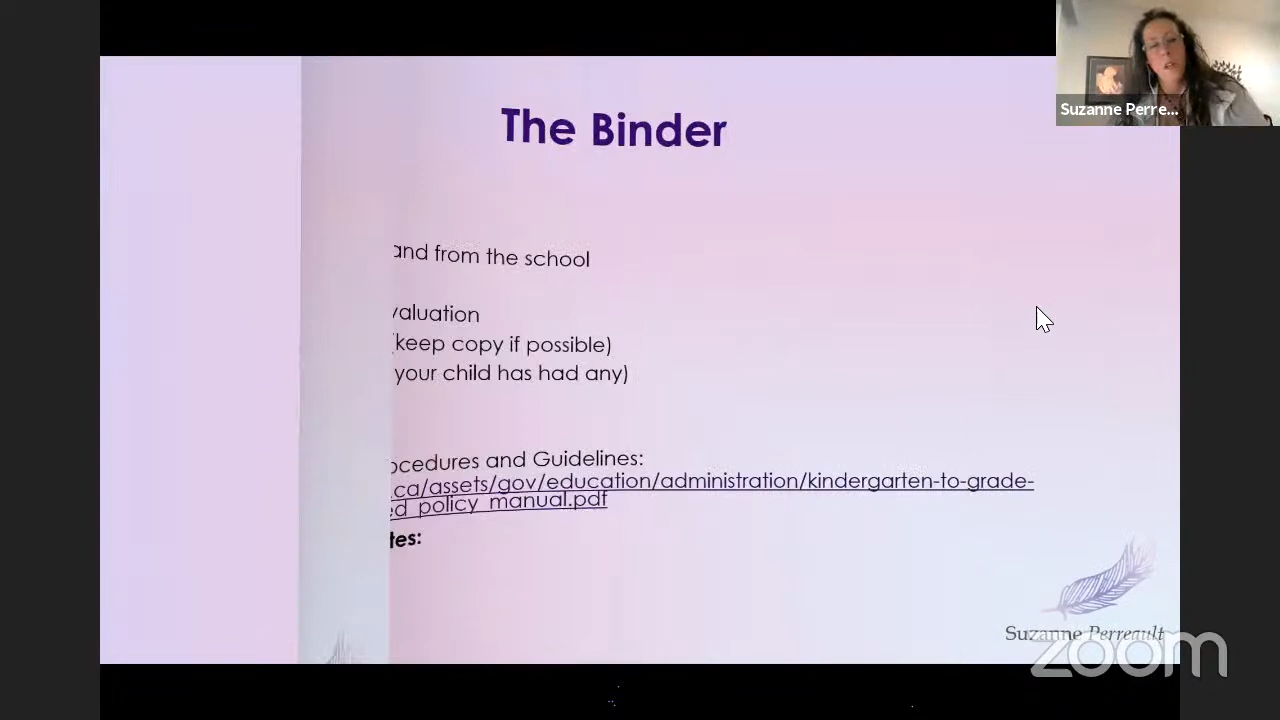 Suzanne Perre...
The Binder
and from the school
valuation
(keep copy if possible)
your child has had any)
ocedures and Guidelines:
.ca/assets/gov/education/administration/kindergarten-to-grade-
ed_policy_manual.pdf
tes:
Suzanne Perreault
zoom